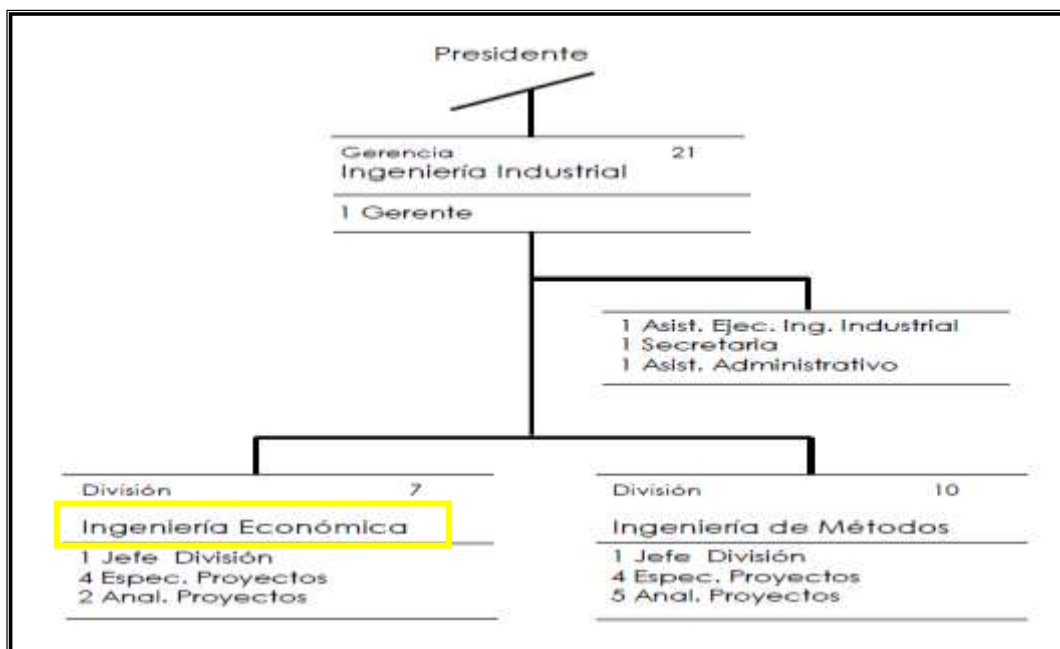 Presidente
Gerencia 21
Ingeniería Industrial
1 Gerente
1 Asist. Ejec. Ing. Industrial
1 Secretaria
1 Asist. Administrativo
División 7
Ingeniería Económica
1 Jefe División
4 Espec. Proyectos
2 Anal. Proyectos
División 10
Ingeniería de Métodos
1 Jefe División
4 Espec. Proyectos
5 Anal. Proyectos